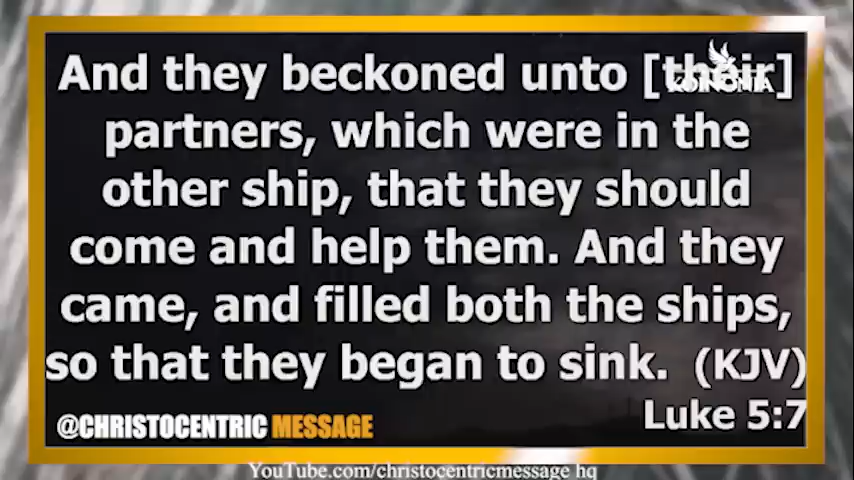 And they beckoned unto [their]
KOINONIA
partners, which were in the
other ship, that they should
come and help them. And they
came, and filled both the ships,
so that they began to sink. (KJV)
Luke 5:7
@CHRISTOCENTRIC MESSAGE
YouTube.com/christocentricmessage hq